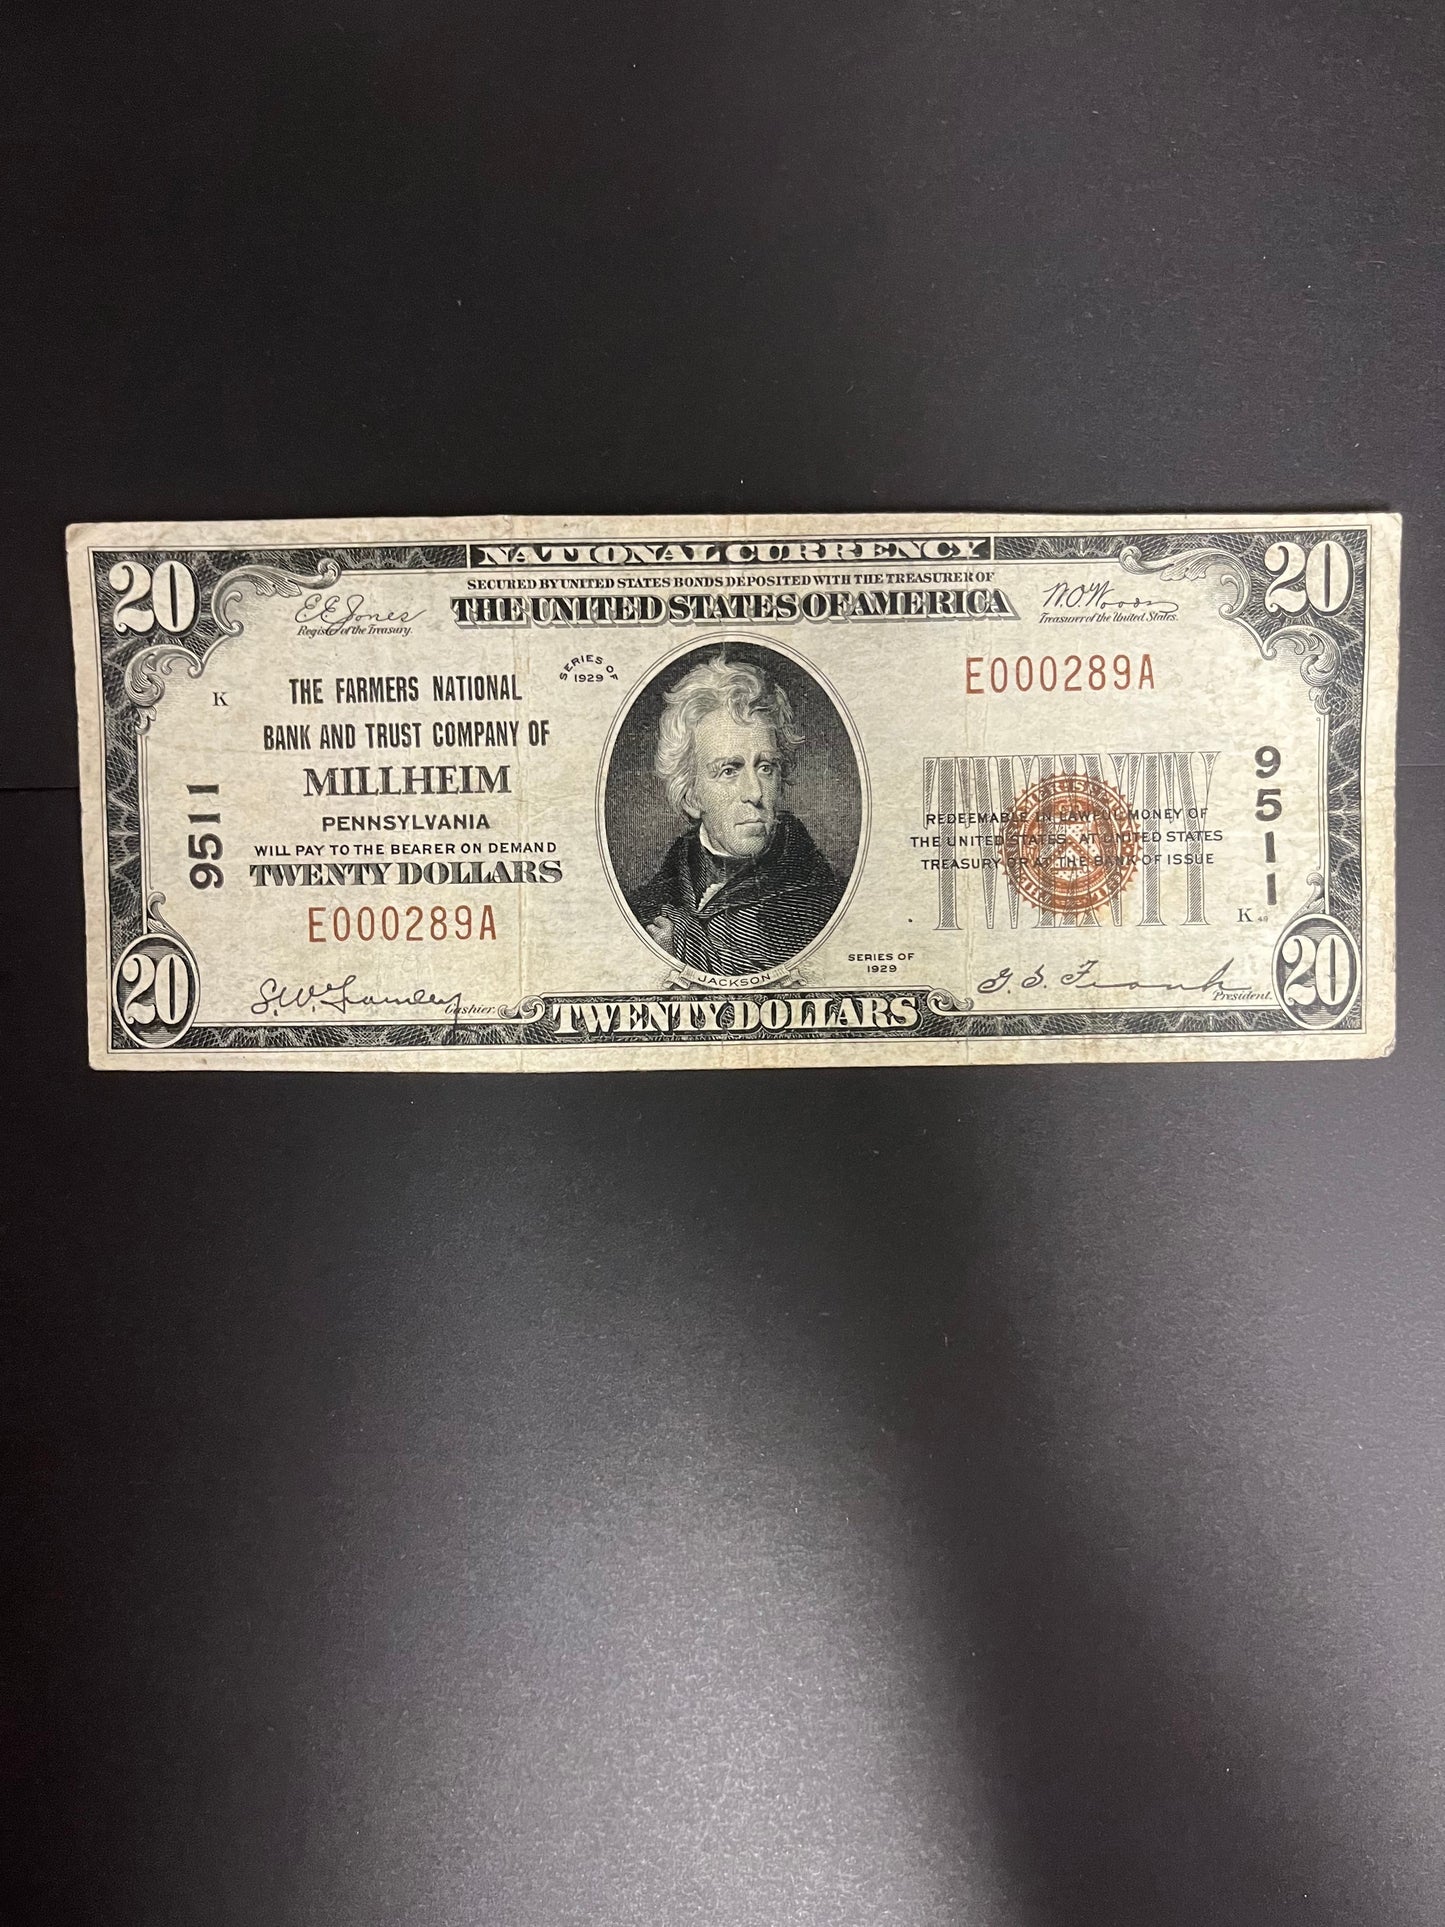 NATIONAL CURRENCY
SECURED BY UNITED STATES BONDS DEPOSITED WITH THE TREASURER OF
THE UNITED STATES OF AMERICA
20
20
E E Jones
Register of the Treasury.
W.O. Woods
Treasurer of the United States.
SERIES OF
1929
K
THE FARMERS NATIONAL
BANK AND TRUST COMPANY OF
MILLHEIM
PENNSYLVANIA
WILL PAY TO THE BEARER ON DEMAND
TWENTY DOLLARS
E000289A
9511
E000289A
TWENTY
REDEEMABLE IN LAWFUL MONEY OF
THE UNITED STATES AT UNITED STATES
TREASURY OR AT THE BANK OF ISSUE
9511
K
SERIES OF
1929
JACKSON
Cashier.
President.
20
TWENTY DOLLARS
20